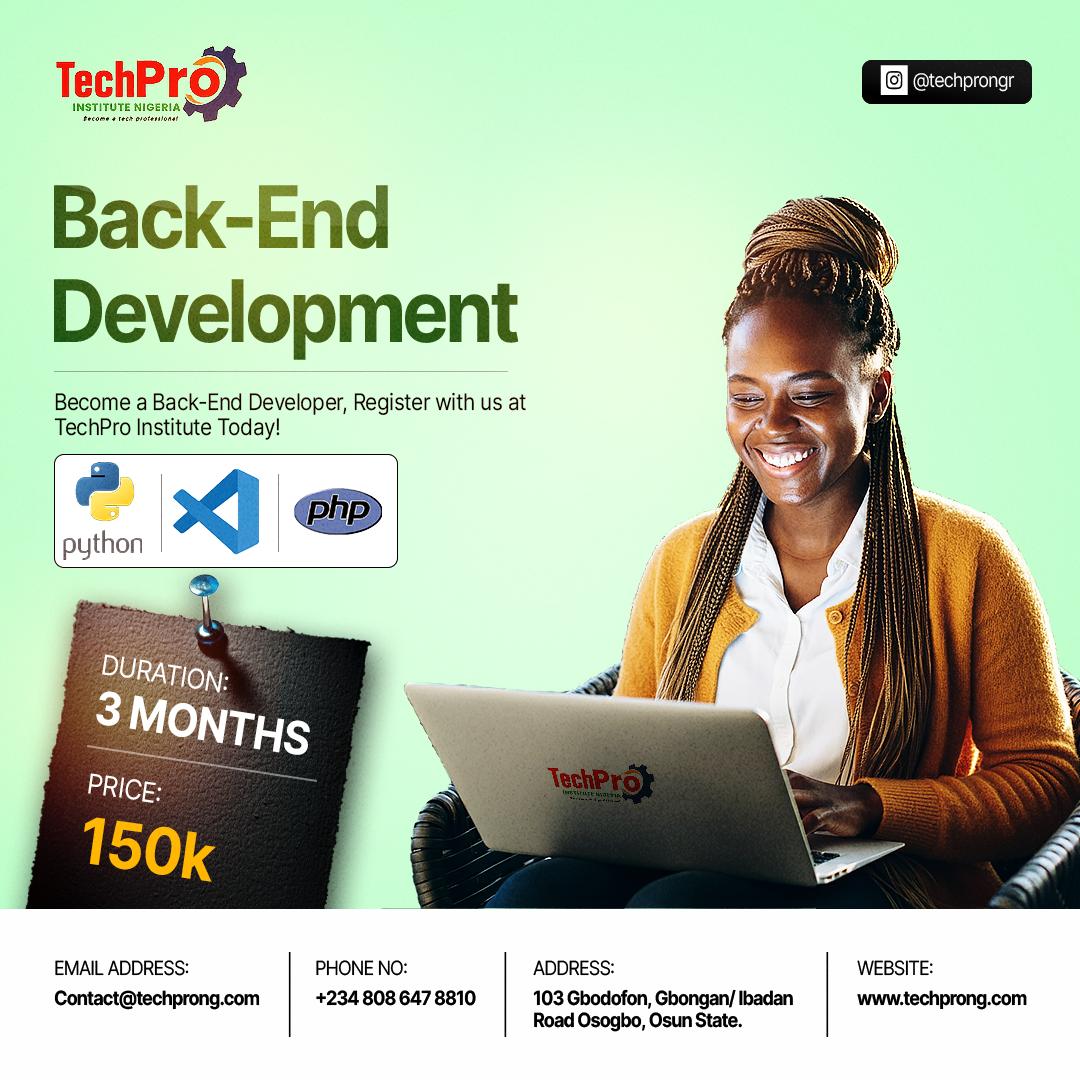 TechPro
INSTITUTE NIGERIA
Become a tech professional
@techprongr
Back-End
Development
Become a Back-End Developer, Register with us at
TechPro Institute Today!
python
php
DURATION:
3 MONTHS
PRICE:
150k
TechPro
INSTITUTE NIGERIA
EMAIL ADDRESS:
Contact@techprong.com
PHONE NO:
+234 808 647 8810
ADDRESS:
103 Gbodofon, Gbongan/ Ibadan
Road Osogbo, Osun State.
WEBSITE:
www.techprong.com